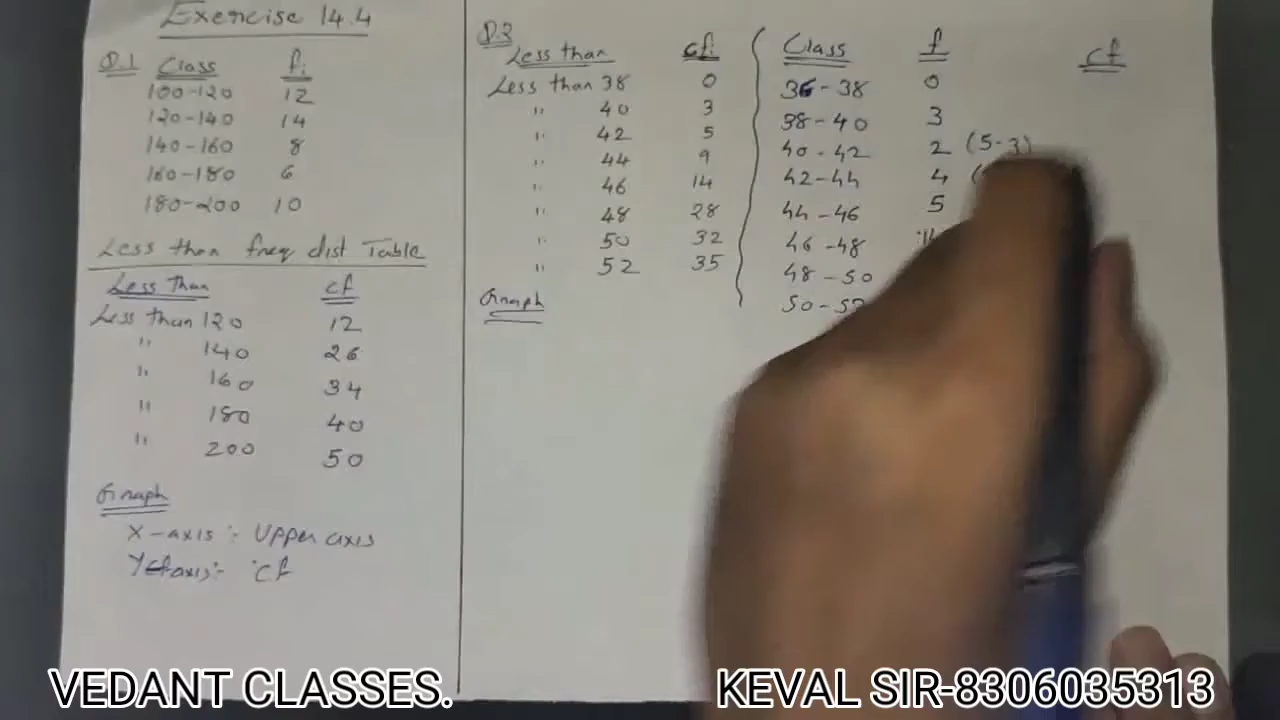 Exercise 14.4
Q.1 Class fi
100-120 12
120-140 14
140-160 8
160-180 6
180-200 10
Less than freq dist Table
Less Than cf
Less than 120 12
" 140 26
" 160 34
" 180 40
" 200 50
Graph
X-axis :- Upper axis
Y axis:- cf
Q.2
Less than cfi
Less than 38 0
" 40 3
" 42 5
" 44 9
" 46 14
" 48 28
" 50 32
" 52 35
Graph
Class f cf
36-38 0
38-40 3
40-42 2 (5-3)
42-44 4
44-46 5
46-48
48-50
50-52
VEDANT CLASSES. KEVAL SIR-8306035313